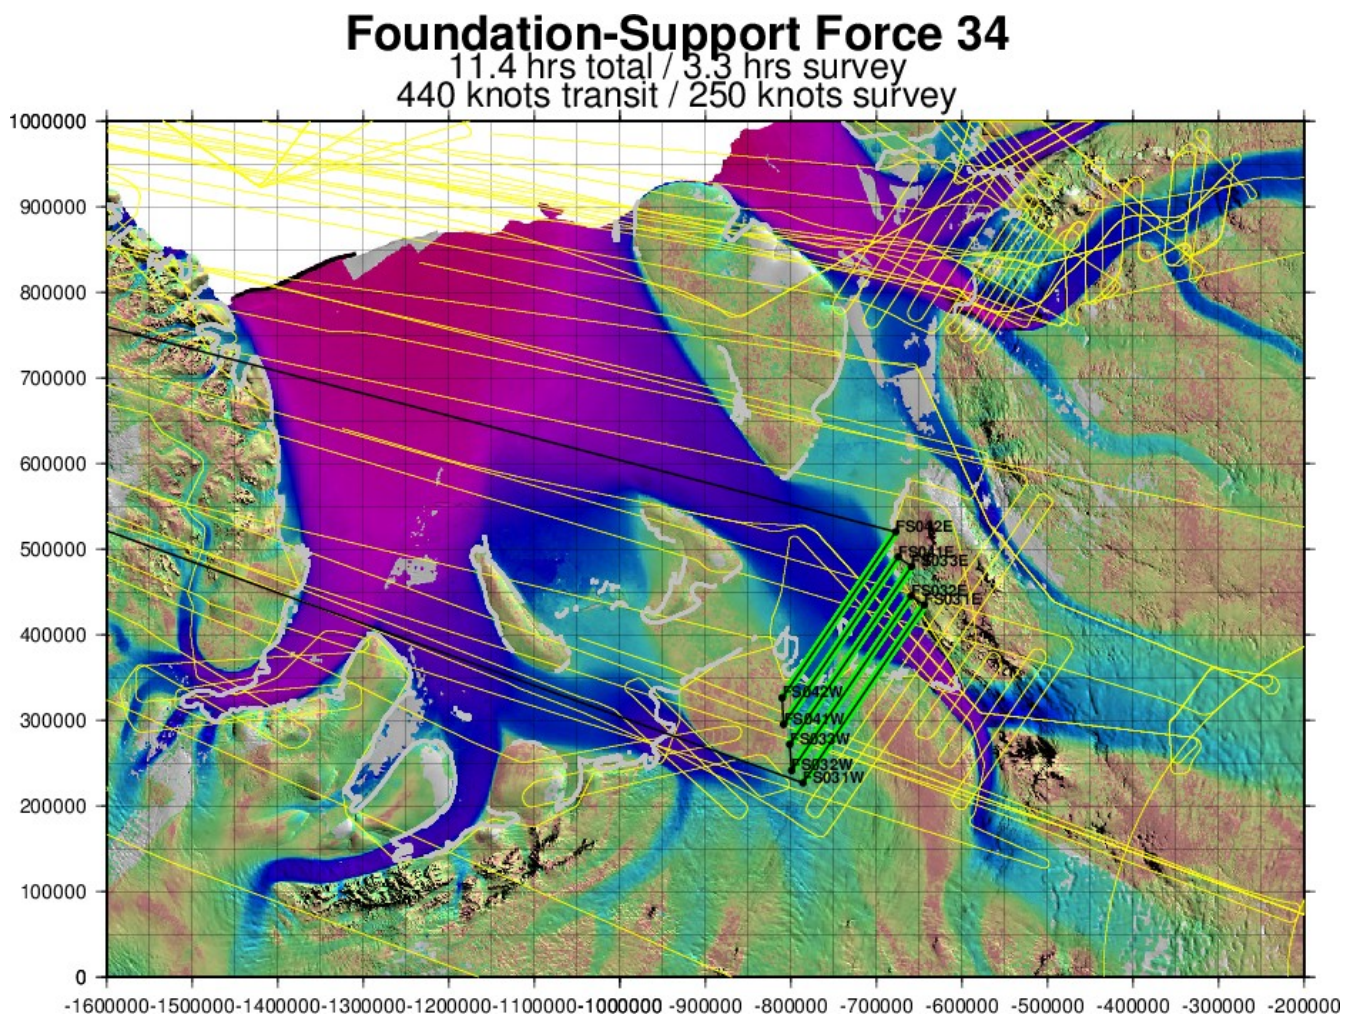 Foundation-Support Force 34
11.4 hrs total / 3.3 hrs survey
440 knots transit / 250 knots survey
1000000
900000
800000
700000
600000
500000
400000
300000
200000
100000
0
FS042E
FS041E
FS033E
FS032E
FS031E
FS042W
FS041W
FS033W
FS032W
FS031W
-1600000 -1500000 -1400000 -1300000 -1200000 -1100000 -1000000 -900000 -800000 -700000 -600000 -500000 -400000 -300000 -200000